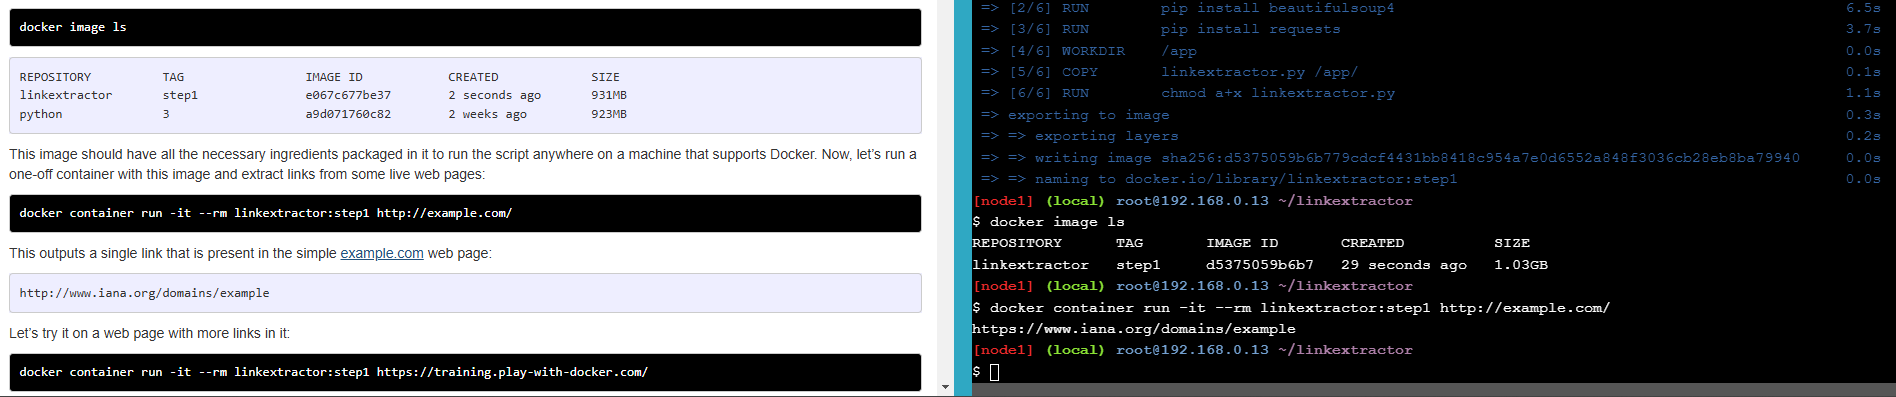 docker image ls
REPOSITORY TAG IMAGE ID CREATED SIZE
linkextractor step1 e067c677be37 2 seconds ago 931MB
python 3 a9d071760c82 2 weeks ago 923MB
This image should have all the necessary ingredients packaged in it to run the script anywhere on a machine that supports Docker. Now, let’s run a
one-off container with this image and extract links from some live web pages:
docker container run -it --rm linkextractor:step1 http://example.com/
This outputs a single link that is present in the simple example.com web page:
http://www.iana.org/domains/example
Let’s try it on a web page with more links in it:
docker container run -it --rm linkextractor:step1 https://training.play-with-docker.com/
=> [2/6] RUN pip install beautifulsoup4 6.5s
=> [3/6] RUN pip install requests 3.7s
=> [4/6] WORKDIR /app 0.0s
=> [5/6] COPY linkextractor.py /app/ 0.1s
=> [6/6] RUN chmod a+x linkextractor.py 1.1s
=> exporting to image 0.3s
=> => exporting layers 0.2s
=> => writing image sha256:d5375059b6b779cdcf4431bb8418c954a7e0d6552a848f3036cb28eb8ba79940 0.0s
=> => naming to docker.io/library/linkextractor:step1 0.0s
[node1] (local) root@192.168.0.13 ~/linkextractor
$ docker image ls
REPOSITORY TAG IMAGE ID CREATED SIZE
linkextractor step1 d5375059b6b7 29 seconds ago 1.03GB
[node1] (local) root@192.168.0.13 ~/linkextractor
$ docker container run -it --rm linkextractor:step1 http://example.com/
https://www.iana.org/domains/example
[node1] (local) root@192.168.0.13 ~/linkextractor
$